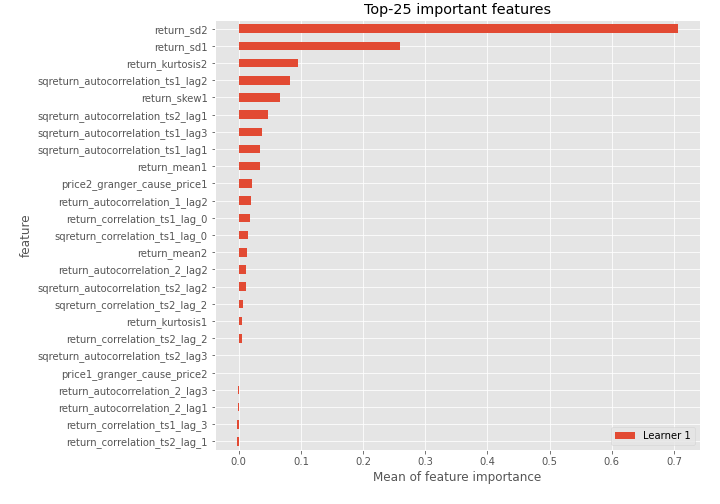 Top-25 important features
return_sd2
return_sd1
return_kurtosis2
sqreturn_autocorrelation_ts1_lag2
return_skew1
sqreturn_autocorrelation_ts2_lag1
sqreturn_autocorrelation_ts1_lag3
sqreturn_autocorrelation_ts1_lag1
return_mean1
price2_granger_cause_price1
return_autocorrelation_1_lag2
return_correlation_ts1_lag_0
sqreturn_correlation_ts1_lag_0
return_mean2
return_autocorrelation_2_lag2
sqreturn_autocorrelation_ts2_lag2
sqreturn_correlation_ts2_lag_2
return_kurtosis1
return_correlation_ts2_lag_2
sqreturn_autocorrelation_ts2_lag3
price1_granger_cause_price2
return_autocorrelation_2_lag3
return_autocorrelation_2_lag1
return_correlation_ts1_lag_3
return_correlation_ts2_lag_1
feature
Learner 1
0.0 0.1 0.2 0.3 0.4 0.5 0.6 0.7
Mean of feature importance